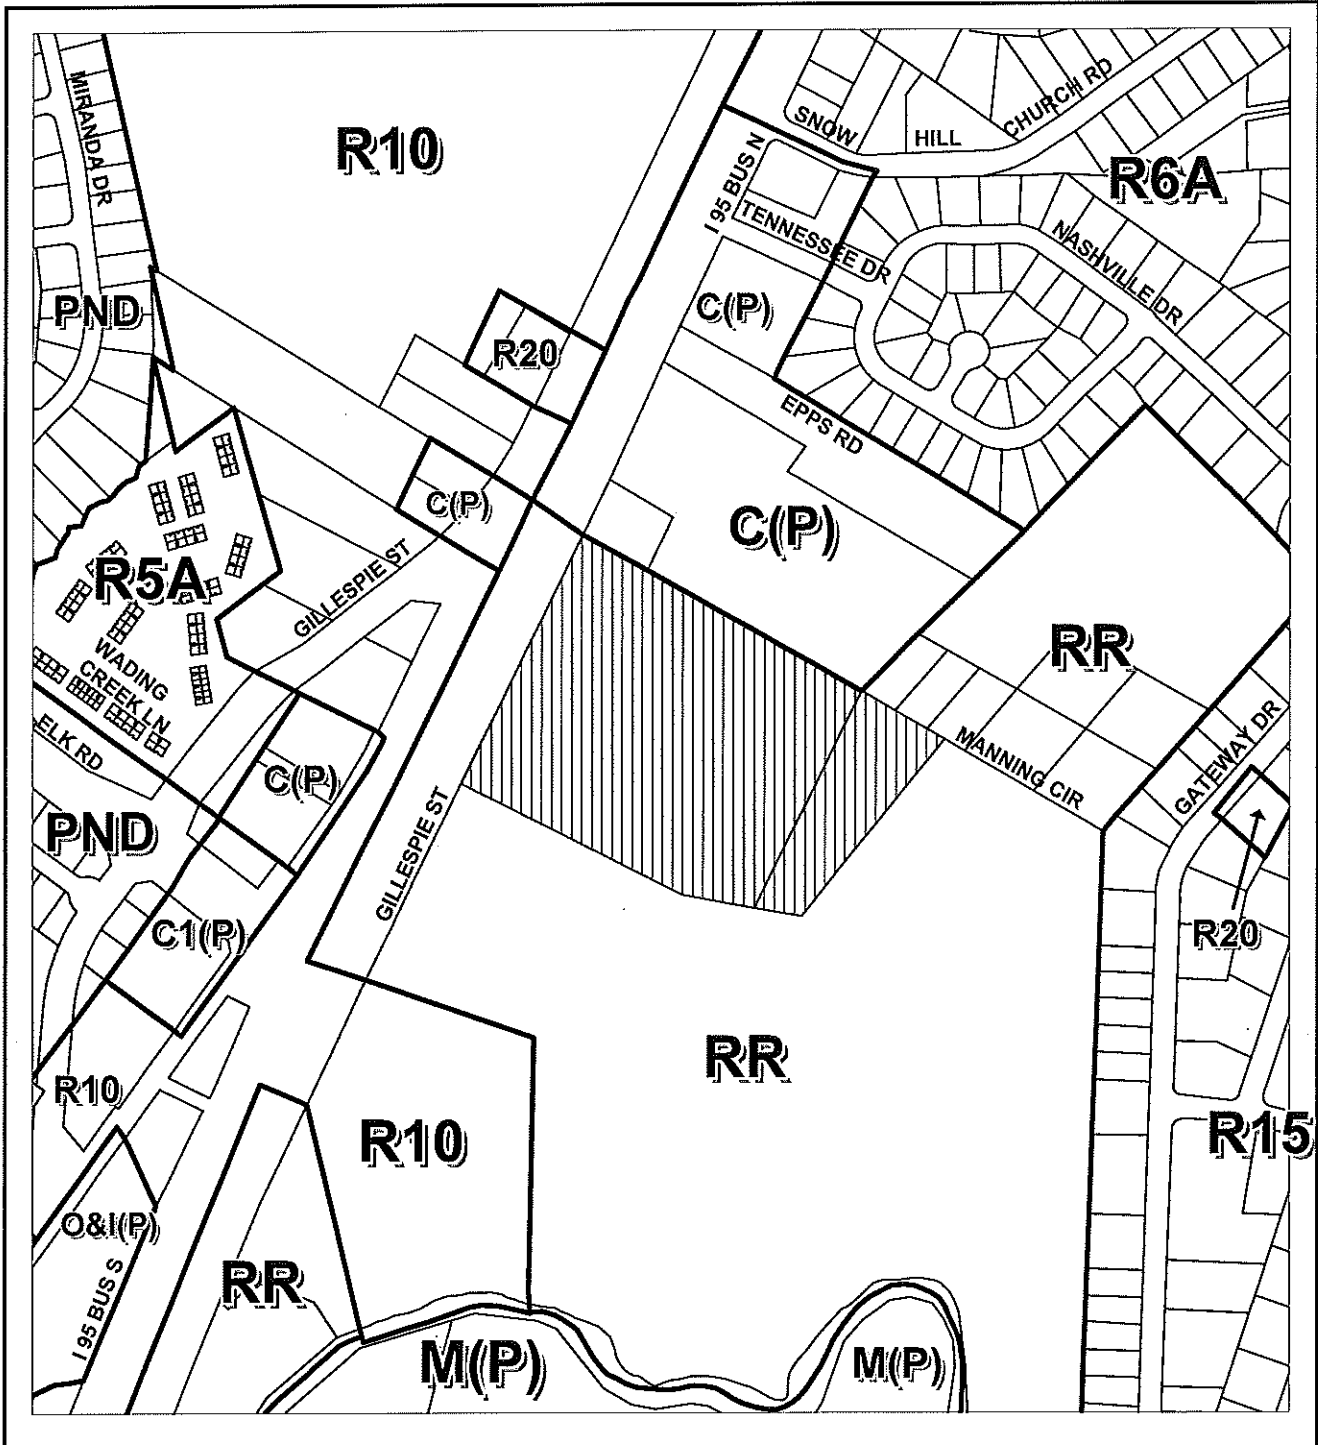 MIRANDA DR
R10
SNOW
HILL
CHURCH RD
R6A
I 95 BUS N
TENNESSEE DR
NASHVILLE DR
PND
C(P)
R20
EPPS RD
C(P)
C(P)
R5A
GILLESPIE ST
WADING
CREEK LN
RR
ELK RD
C(P)
MANNING CIR
GATEWAY DR
PND
GILLESPIE ST
C1(P)
R20
RR
R10
R10
R15
O&I(P)
I 95 BUS S
RR
M(P)
M(P)